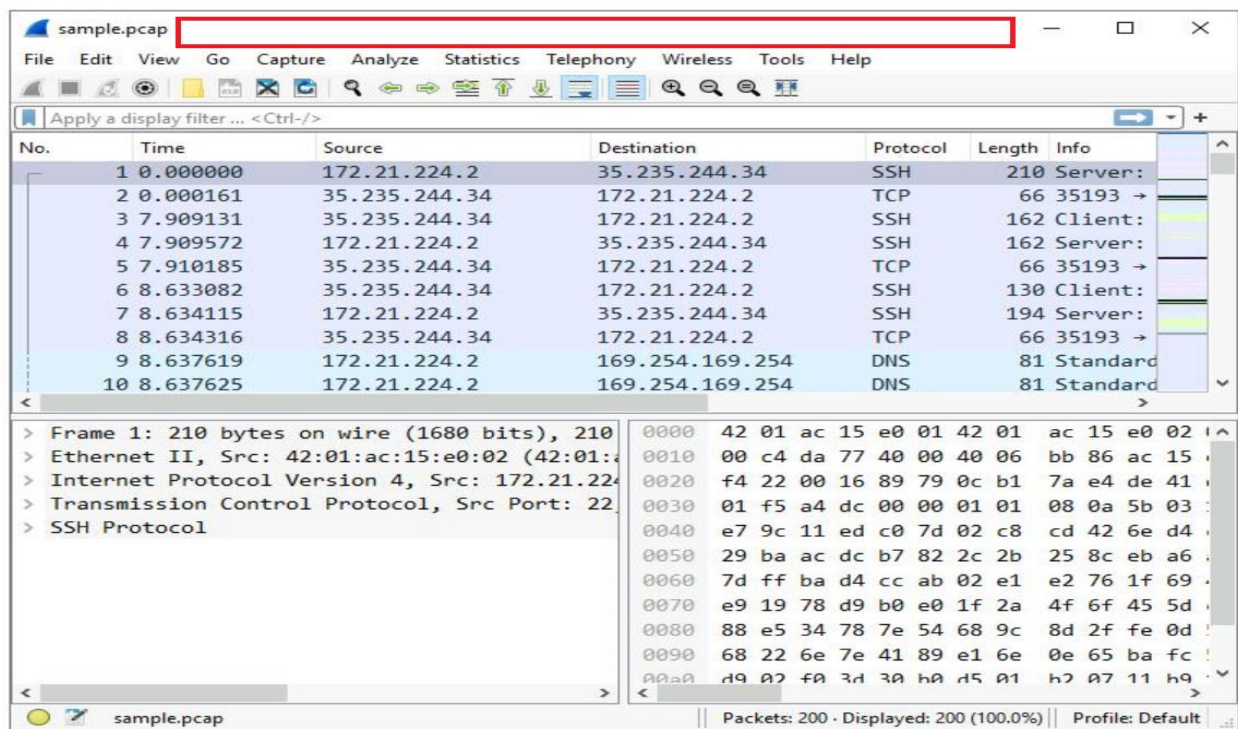 sample.pcap
File Edit View Go Capture Analyze Statistics Telephony Wireless Tools Help
Apply a display filter ... <Ctrl-/>
No. Time Source Destination Protocol Length Info
1 0.000000 172.21.224.2 35.235.244.34 SSH 210 Server:
2 0.000161 35.235.244.34 172.21.224.2 TCP 66 35193 →
3 7.909131 35.235.244.34 172.21.224.2 SSH 162 Client:
4 7.909572 172.21.224.2 35.235.244.34 SSH 162 Server:
5 7.910185 35.235.244.34 172.21.224.2 TCP 66 35193 →
6 8.633082 35.235.244.34 172.21.224.2 SSH 130 Client:
7 8.634115 172.21.224.2 35.235.244.34 SSH 194 Server:
8 8.634316 35.235.244.34 172.21.224.2 TCP 66 35193 →
9 8.637619 172.21.224.2 169.254.169.254 DNS 81 Standard
10 8.637625 172.21.224.2 169.254.169.254 DNS 81 Standard
> Frame 1: 210 bytes on wire (1680 bits), 210
> Ethernet II, Src: 42:01:ac:15:e0:02 (42:01:
> Internet Protocol Version 4, Src: 172.21.224
> Transmission Control Protocol, Src Port: 22
> SSH Protocol
0000 42 01 ac 15 e0 01 42 01 ac 15 e0 02
0010 00 c4 da 77 40 00 40 06 bb 86 ac 15
0020 f4 22 00 16 89 79 0c b1 7a e4 de 41
0030 01 f5 a4 dc 00 00 01 01 08 0a 5b 03
0040 e7 9c 11 ed c0 7d 02 c8 cd 42 6e d4
0050 29 ba ac dc b7 82 2c 2b 25 8c eb a6
0060 7d ff ba d4 cc ab 02 e1 e2 76 1f 69
0070 e9 19 78 d9 b0 e0 1f 2a 4f 6f 45 5d
0080 88 e5 34 78 7e 54 68 9c 8d 2f fe 0d
0090 68 22 6e 7e 41 89 e1 6e 0e 65 ba fc
00a0 d9 02 f0 3d 30 b0 d5 01 b2 07 11 b9
sample.pcap
Packets: 200 · Displayed: 200 (100.0%)
Profile: Default